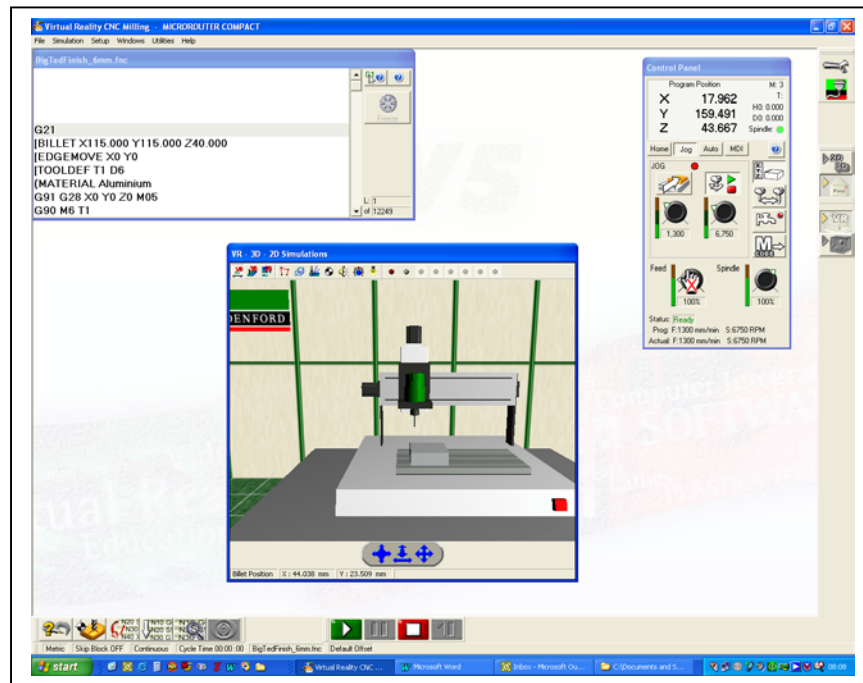 Virtual Reality CNC Milling - MICROROUTER COMPACT
File Simulation Setup Windows Utilities Help
BigTedFinish_6mm.fnc
G21
[BILLET X115.000 Y115.000 Z40.000
[EDGEMOVE X0 Y0
[TOOLDEF T1 D6
(MATERIAL Aluminium
G91 G28 X0 Y0 Z0 M05
G90 M6 T1
Freeze
L: 1
of 12249
Control Panel
Program Position M: 3
X 17.962 T:
Y 159.491 H0: 0.000
D0: 0.000
Z 43.667 Spindle:
Home Jog Auto MDI
JOG
1,300 6,750
Feed Spindle
100% 100%
Status: Ready
Prog: F:1300 mm/min S:6750 RPM
Actual: F:1300 mm/min S:6750 RPM
VR
VR - 3D - 2D Simulations
DENFORD
Billet Position X : 44.038 mm Y : 23.509 mm
Metric Skip Block OFF Continuous Cycle Time 00:00 :00 BigTedFinish_6mm.fnc Default Offset
start Virtual Reality CNC ... Microsoft Word Inbox - Microsoft Ou... C:\Documents and S... 08:08